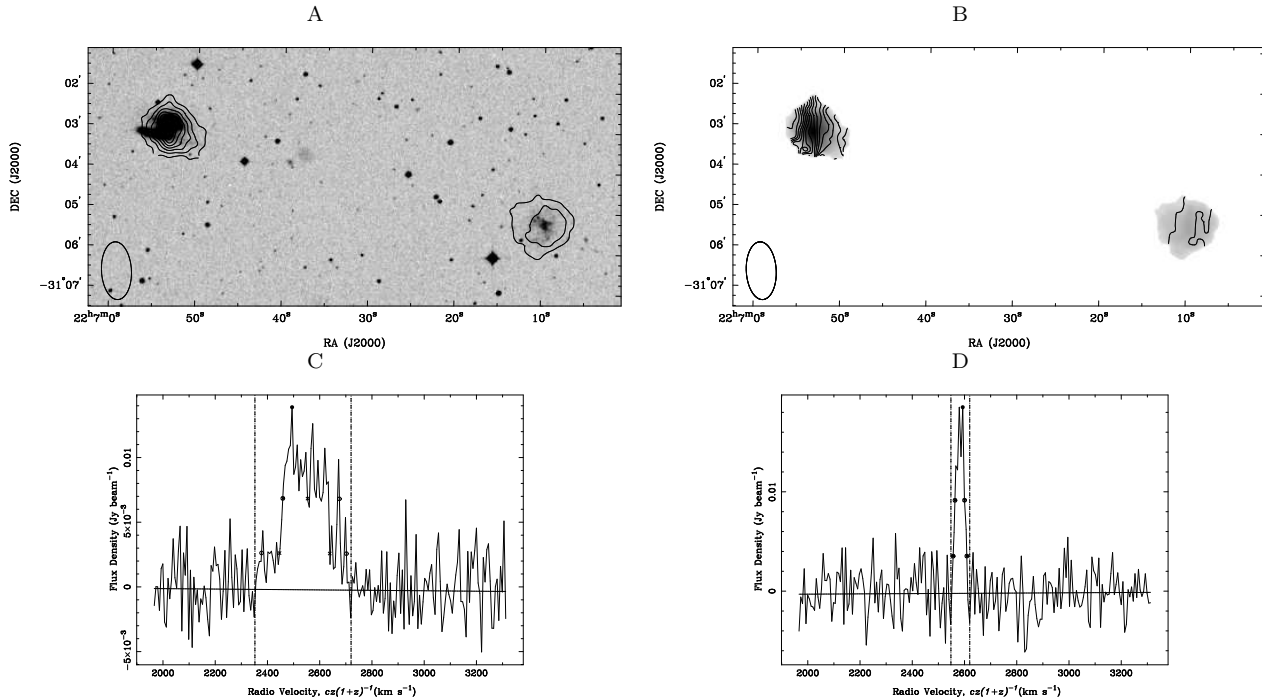 A
B
02'
03'
04'
05'
06'
−31°07'
DEC (J2000)
22ʰ7ᵐ0ˢ
50ˢ
40ˢ
30ˢ
20ˢ
10ˢ
RA (J2000)
02'
03'
04'
05'
06'
−31°07'
DEC (J2000)
22ʰ7ᵐ0ˢ
50ˢ
40ˢ
30ˢ
20ˢ
10ˢ
RA (J2000)
C
D
Flux Density (Jy beam⁻¹)
0.01
5×10⁻³
0
−5×10⁻³
2000
2200
2400
2600
2800
3000
3200
Radio Velocity, cz(1+z)⁻¹(km s⁻¹)
Flux Density (Jy beam⁻¹)
0.01
0
2000
2200
2400
2600
2800
3000
3200
Radio Velocity, cz(1+z)⁻¹(km s⁻¹)